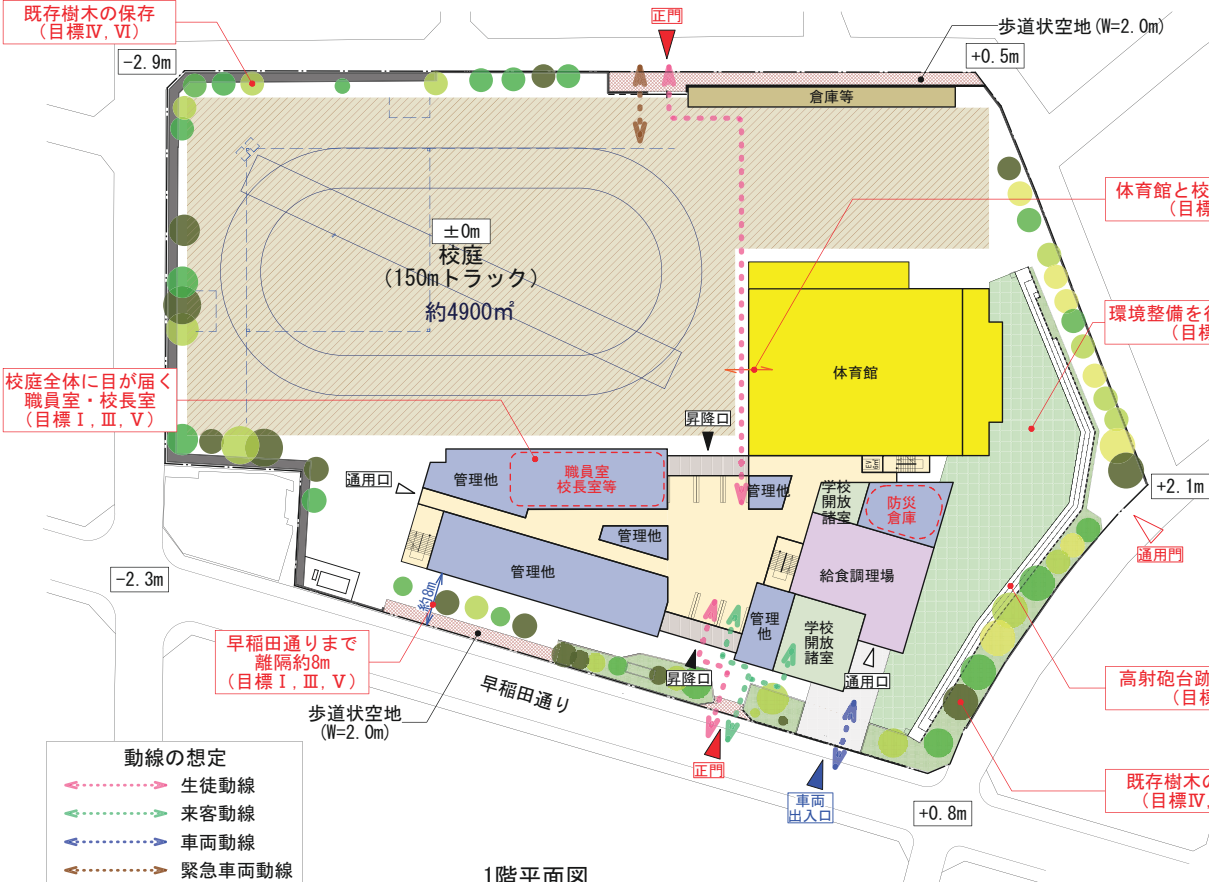 既存樹木の保存
(目標Ⅳ, Ⅵ)
正門
歩道状空地(W=2.0m)
-2.9m
+0.5m
倉庫等
体育館と校
(目標
±0m
校庭
(150mトラック)
約4900㎡
環境整備を行
(目標
校庭全体に目が届く
職員室・校長室
(目標Ⅰ, Ⅲ, Ⅴ)
体育館
昇降口
通用口
管理他
職員室
校長室等
EV
管理他
学校
開放
諸室
防災
倉庫
+2.1m
通用門
管理他
管理他
給食調理場
-2.3m
約8m
管理
他
学校
開放
諸室
早稲田通りまで
離隔約8m
(目標Ⅰ, Ⅲ, Ⅴ)
昇降口
通用口
高射砲台跡
(目標
早稲田通り
歩道状空地
(W=2.0m)
正門
車両
出入口
既存樹木の
(目標Ⅳ,
+0.8m
動線の想定
生徒動線
来客動線
車両動線
緊急車両動線
1階平面図